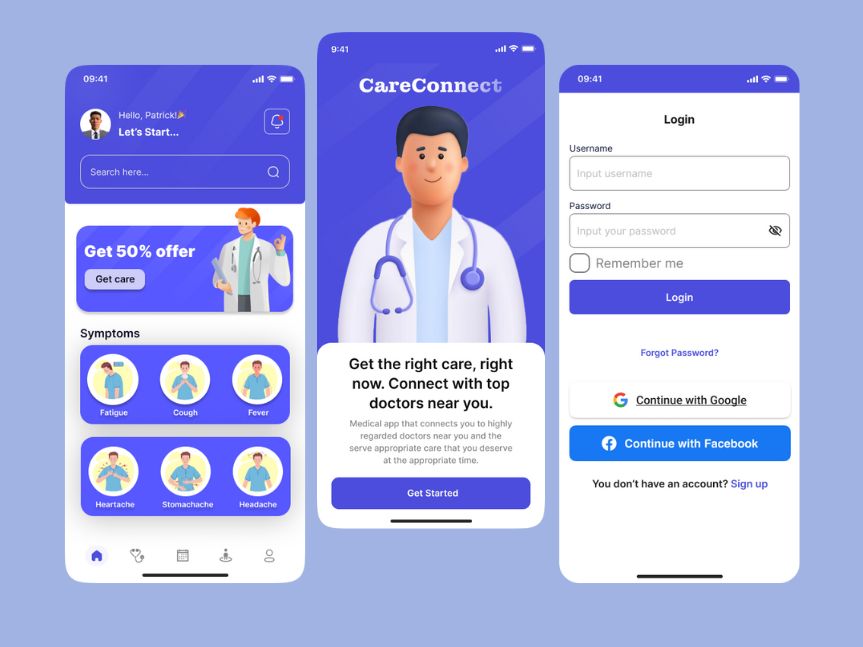 09:41
Hello, Patrick!🎉
Let's Start...
Search here...
Get 50% offer
Get care
Symptoms
Fatigue
Cough
Fever
Heartache
Stomachache
Headache
9:41
CareConnect
Get the right care, right
now. Connect with top
doctors near you.
Medical app that connects you to highly
regarded doctors near you and the
serve appropriate care that you deserve
at the appropriate time.
Get Started
09:41
Login
Username
Input username
Password
Input your password
Remember me
Login
Forgot Password?
Continue with Google
Continue with Facebook
You don't have an account? Sign up